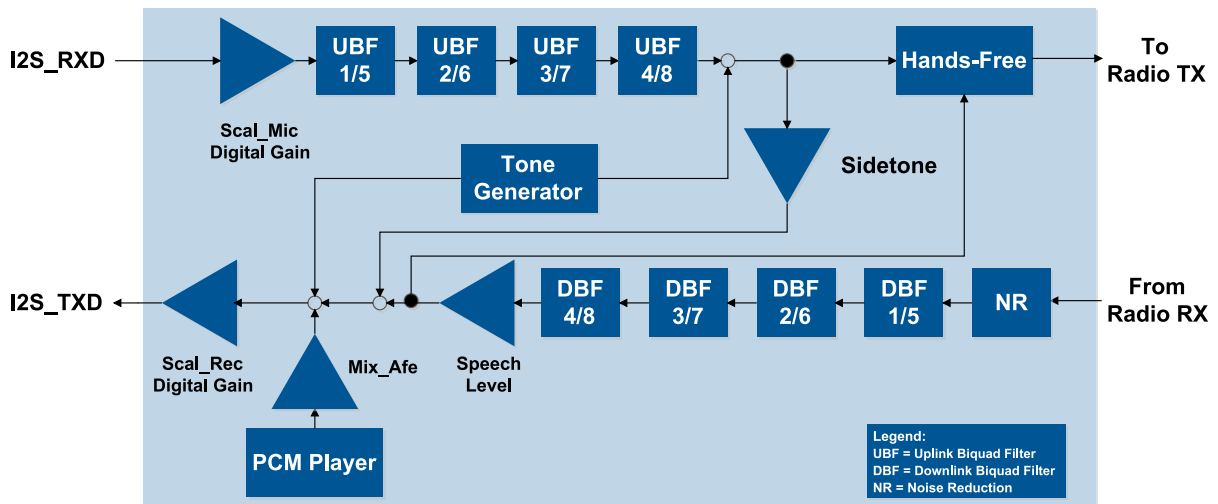 I2S_RXD
UBF
1/5
UBF
2/6
UBF
3/7
UBF
4/8
Hands-Free
To
Radio TX
Scal_Mic
Digital Gain
Tone
Generator
Sidetone
I2S_TXD
DBF
4/8
DBF
3/7
DBF
2/6
DBF
1/5
NR
From
Radio RX
Scal_Rec
Digital Gain
Mix_Afe
Speech
Level
PCM Player
Legend:
UBF = Uplink Biquad Filter
DBF = Downlink Biquad Filter
NR = Noise Reduction